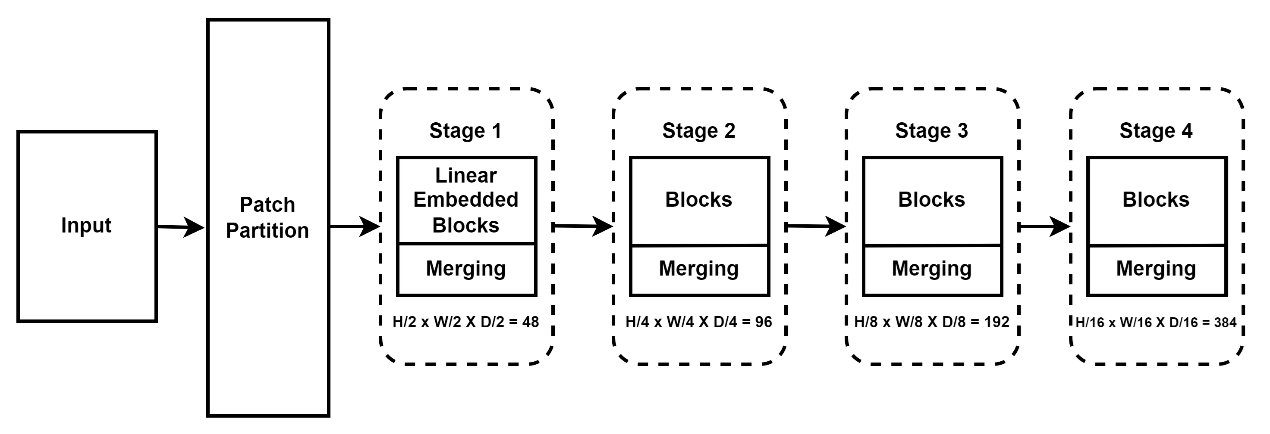 Input
Patch
Partition
Stage 1
Linear
Embedded
Blocks
Merging
H/2 x W/2 X D/2 = 48
Stage 2
Blocks
Merging
H/4 x W/4 X D/4 = 96
Stage 3
Blocks
Merging
H/8 x W/8 X D/8 = 192
Stage 4
Blocks
Merging
H/16 x W/16 X D/16 = 384